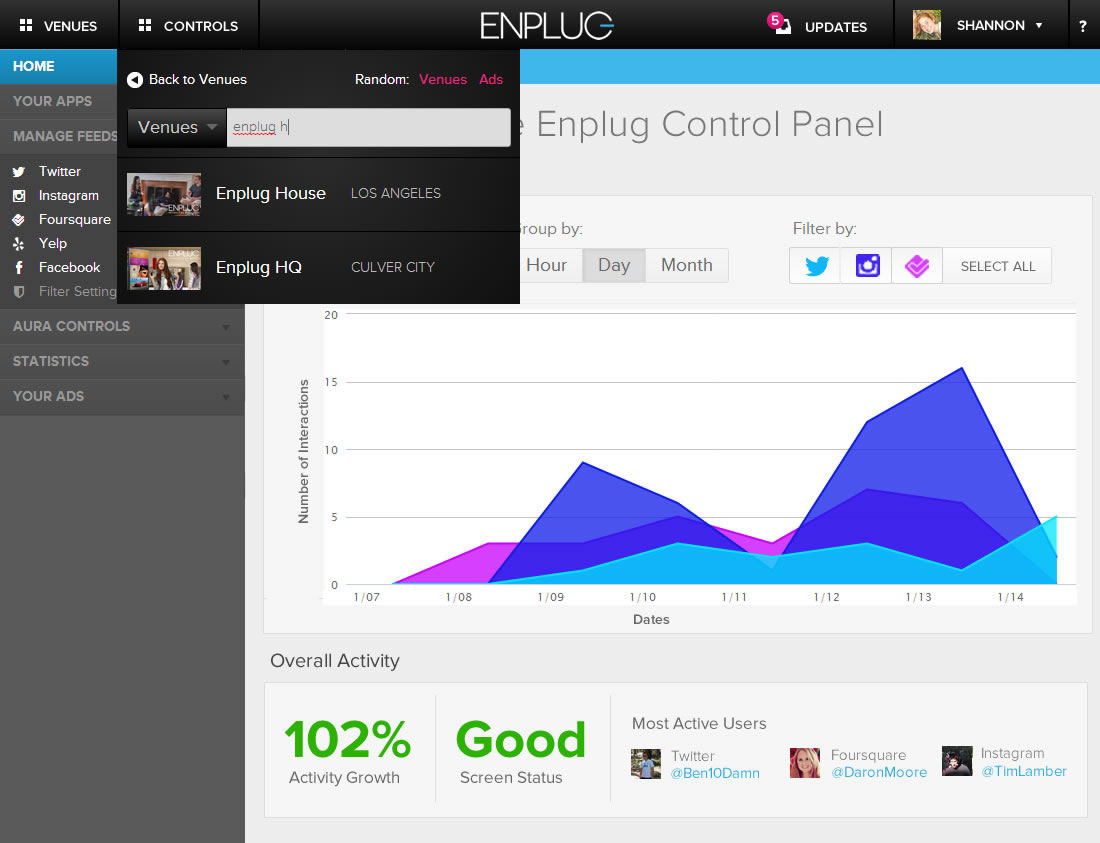 VENUES
CONTROLS
ENPLUG
5
UPDATES
SHANNON
?
HOME
YOUR APPS
MANAGE FEEDS
Twitter
Instagram
Foursquare
Yelp
Facebook
Filter Setting
AURA CONTROLS
STATISTICS
YOUR ADS
Back to Venues
Random: Venues Ads
Venues
enplug h
ENPLUG
Enplug House
LOS ANGELES
ENPLUG
Enplug HQ
CULVER CITY
e Enplug Control Panel
Group by:
Hour
Day
Month
Filter by:
SELECT ALL
20
15
10
5
0
Number of Interactions
1/07
1/08
1/09
1/10
1/11
1/12
1/13
1/14
Dates
Overall Activity
102%
Activity Growth
Good
Screen Status
Most Active Users
Twitter
@Ben10Damn
Foursquare
@DaronMoore
Instagram
@TimLamber